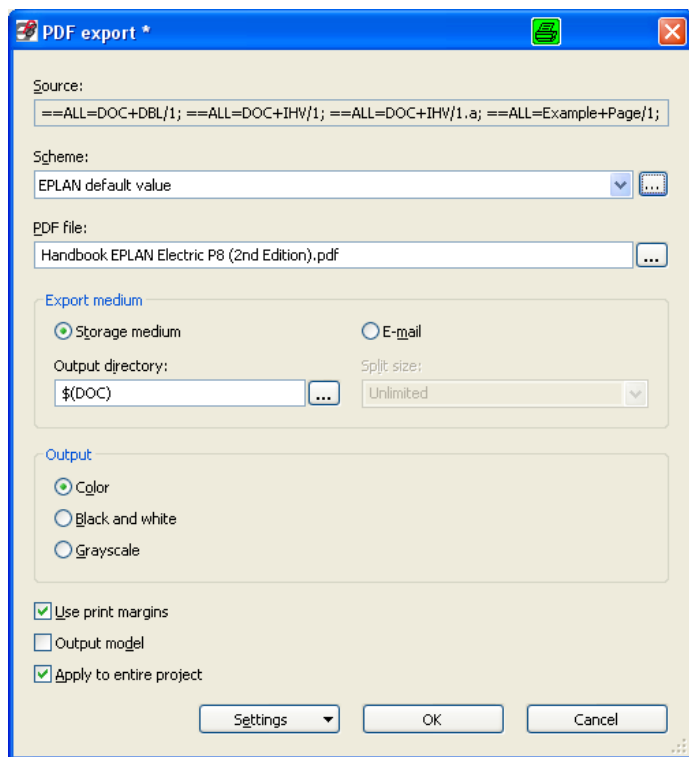 PDF export *
Source:
==ALL=DOC+DBL/1; ==ALL=DOC+IHV/1; ==ALL=DOC+IHV/1.a; ==ALL=Example+Page/1;
Scheme:
EPLAN default value
...
PDF file:
Handbook EPLAN Electric P8 (2nd Edition).pdf
...
Export medium
Storage medium
E-mail
Output directory:
Split size:
$(DOC)
...
Unlimited
Output
Color
Black and white
Grayscale
Use print margins
Output model
Apply to entire project
Settings
OK
Cancel